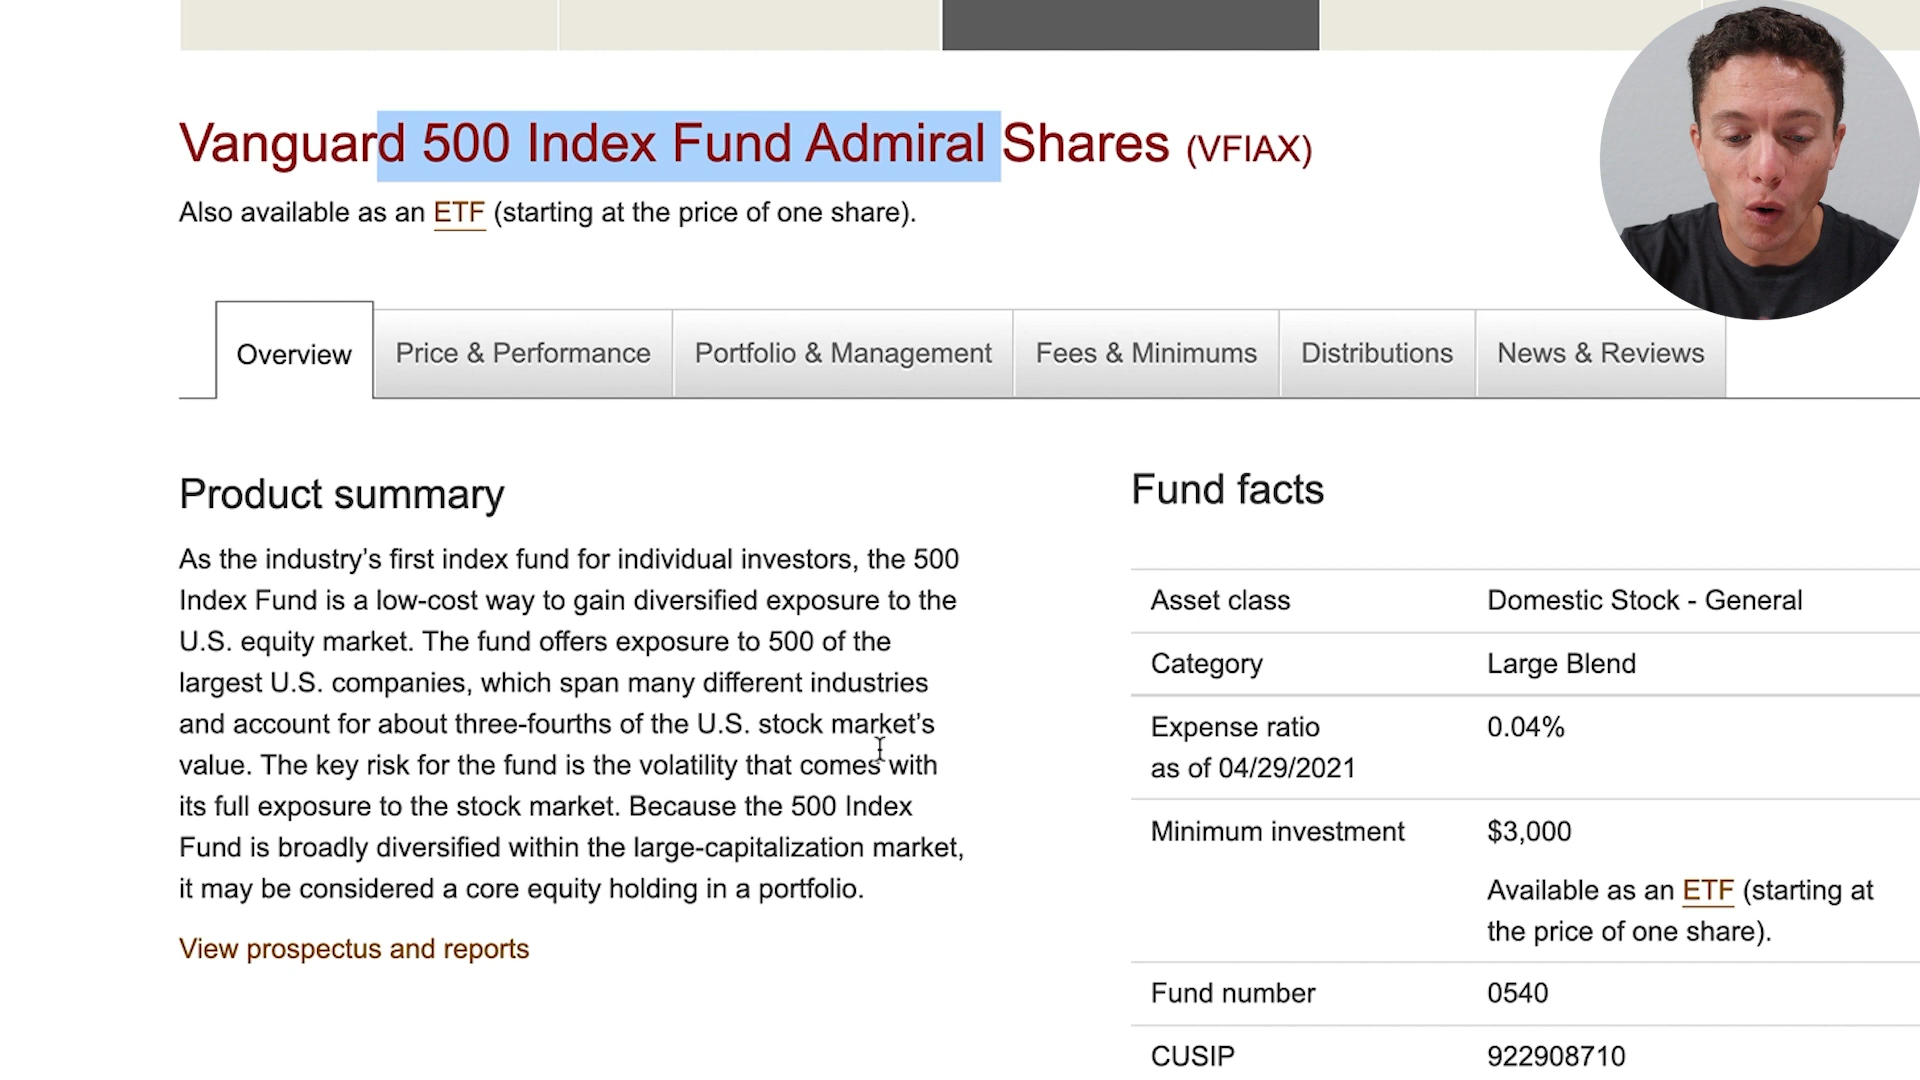 Vanguard 500 Index Fund Admiral Shares (VFIAX)
Also available as an ETF (starting at the price of one share).
Overview
Price & Performance
Portfolio & Management
Fees & Minimums
Distributions
News & Reviews
Product summary
As the industry’s first index fund for individual investors, the 500
Index Fund is a low-cost way to gain diversified exposure to the
U.S. equity market. The fund offers exposure to 500 of the
largest U.S. companies, which span many different industries
and account for about three-fourths of the U.S. stock market’s
value. The key risk for the fund is the volatility that comes with
its full exposure to the stock market. Because the 500 Index
Fund is broadly diversified within the large-capitalization market,
it may be considered a core equity holding in a portfolio.
View prospectus and reports
Fund facts
Asset class Domestic Stock - General
Category Large Blend
Expense ratio 0.04%
as of 04/29/2021
Minimum investment $3,000
Available as an ETF (starting at
the price of one share).
Fund number 0540
CUSIP 922908710